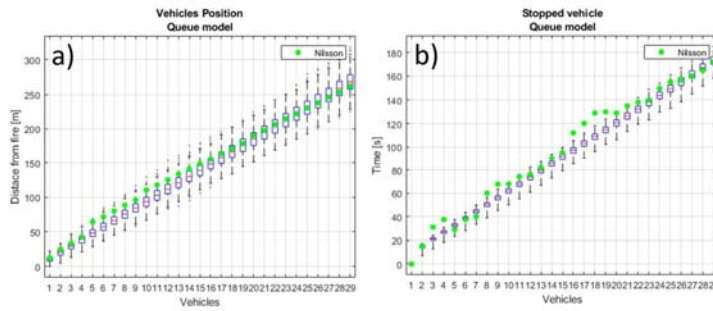 Vehicles Position
Queue model
a)
Nilsson
300
250
200
150
100
50
0
Distace from fire [m]
1 2 3 4 5 6 7 8 9 10 11 12 13 14 15 16 17 18 19 20 21 22 23 24 25 26 27 28 29
Vehicles
Stopped vehicle
Queue model
b)
Nilsson
180
160
140
120
100
80
60
40
20
0
Time [s]
1 2 3 4 5 6 7 8 9 10 11 12 13 14 15 16 17 18 19 20 21 22 23 24 25 26 27 28 2
Vehicles